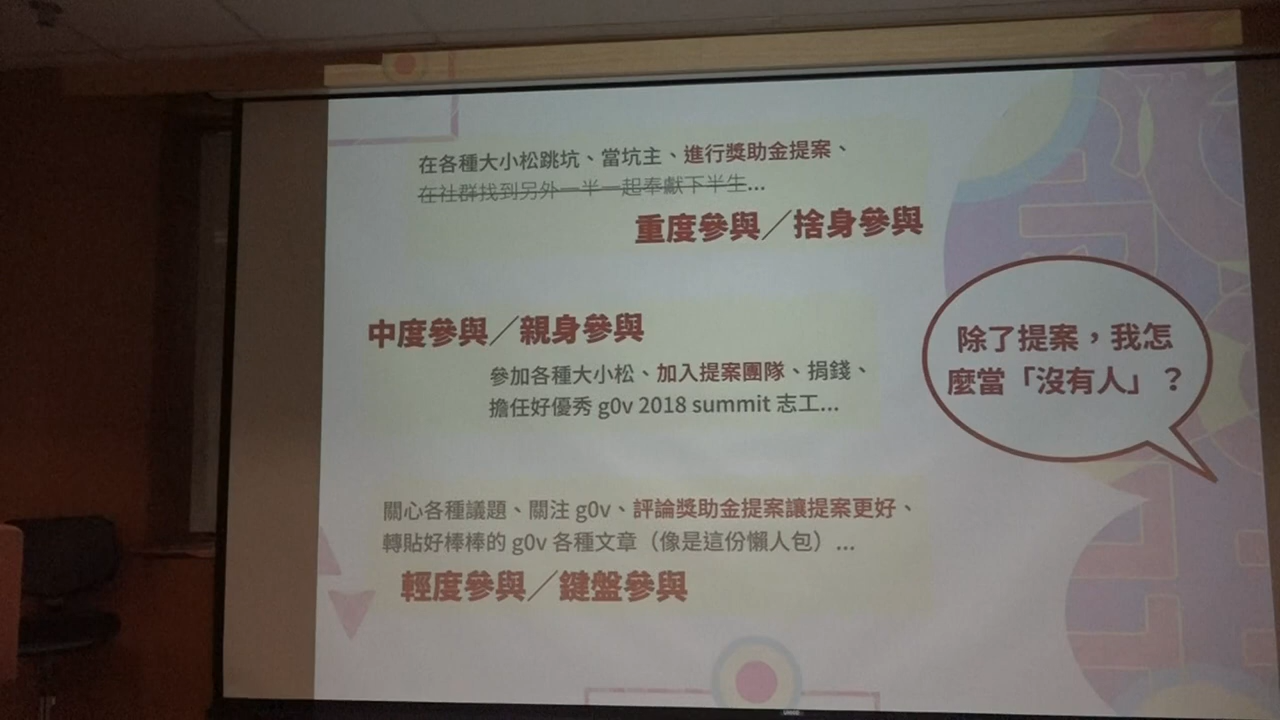 在各種大小松跳坑、當坑主、進行獎助金提案、
在社群找到另外一半一起奉獻下半生...
重度參與／捨身參與
中度參與／親身參與
參加各種大小松、加入提案團隊、捐錢、
擔任好優秀 g0v 2018 summit 志工...
除了提案，我怎
麼當「沒有人」？
關心各種議題、關注 g0v、評論獎助金提案讓提案更好、
轉貼好棒棒的 g0v 各種文章（像是這份懶人包）...
輕度參與／鍵盤參與